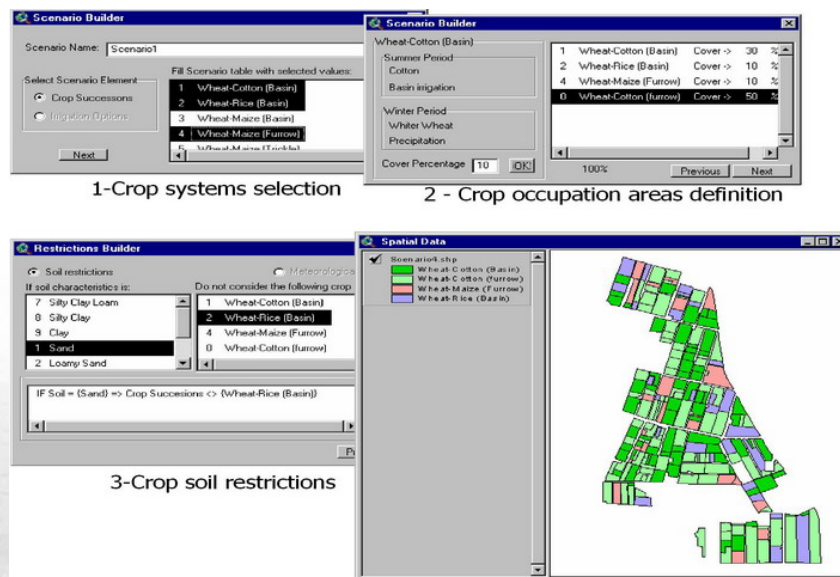 Scenario Builder
Scenario Name: Scenario1
Select Scenario Element
Crop Successons
Irrigation Options
Next
Fill Scenario table with selected values:
1 Wheat-Cotton (Basin)
2 Wheat-Rice (Basin)
3 Wheat-Maize (Basin)
4 Wheat-Maize (Furrow)
5 Wheat-Maize (Trickle)
1-Crop systems selection
Scenario Builder
Wheat-Cotton (Basin)
Summer Period
Cotton
Basin irrigation
Winter Period
Whiter Wheat
Precipitation
Cover Percentage 10 OK
1 Wheat-Cotton (Basin) Cover -> 30 %
2 Wheat-Rice (Basin) Cover -> 10 %
4 Wheat-Maize (Furrow) Cover -> 10 %
0 Wheat-Cotton (furrow) Cover -> 50 %
100% Previous Next
2 - Crop occupation areas definition
Restrictions Builder
Soil restrictions
If soil characteristics is:
7 Silty Clay Loam
8 Silty Clay
9 Clay
1 Sand
2 Loamy Sand
Meteorological
Do not consider the following crop
1 Wheat-Cotton (Basin)
2 Wheat-Rice (Basin)
4 Wheat-Maize (Furrow)
0 Wheat-Cotton (furrow)
IF Soil = {Sand} => Crop Succesions <> {Wheat-Rice (Basin)}
3-Crop soil restrictions
Spatial Data
Scenario4.shp
Wheat-Cotton (Basin)
Wheat-Cotton (furrow)
Wheat-Maize (Furrow)
Wheat-Rice (Basin)